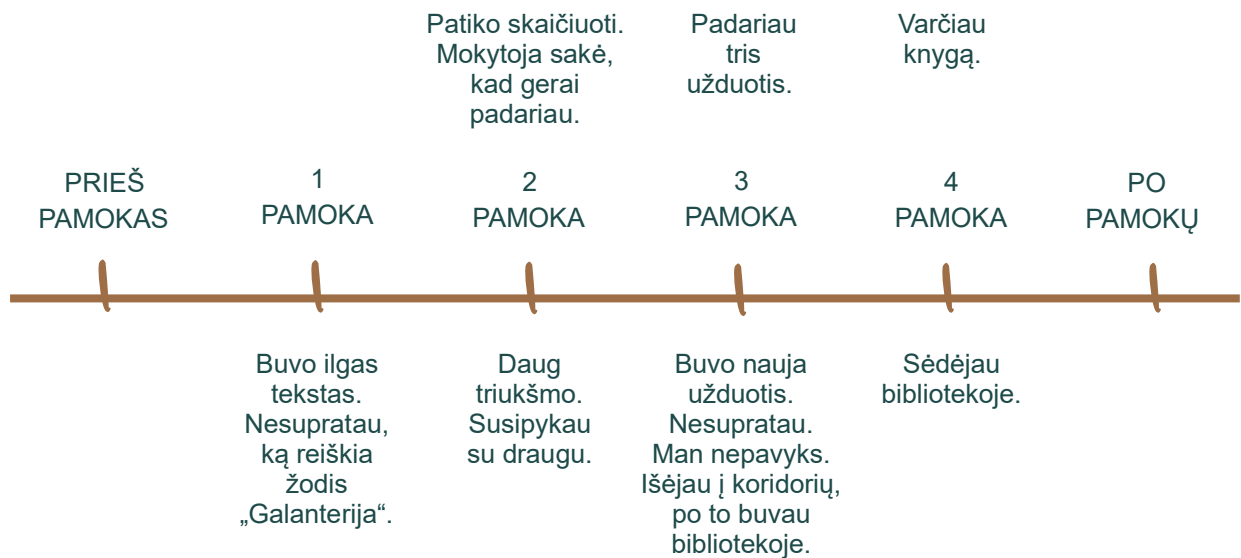 Patiko skaičiuoti.
Mokytoja sakė,
kad gerai
padariau.
Padariau
tris
užduotis.
Varčiau
knygą.
PRIEŠ
PAMOKAS
1
PAMOKA
2
PAMOKA
3
PAMOKA
4
PAMOKA
PO
PAMOKŲ
Buvo ilgas
tekstas.
Nesupratau,
ką reiškia
žodis
„Galanterija“.
Daug
triukšmo.
Susipykau
su draugu.
Buvo nauja
užduotis.
Nesupratau.
Man nepavyks.
Išėjau į koridorių,
po to buvau
bibliotekoje.
Sėdėjau
bibliotekoje.